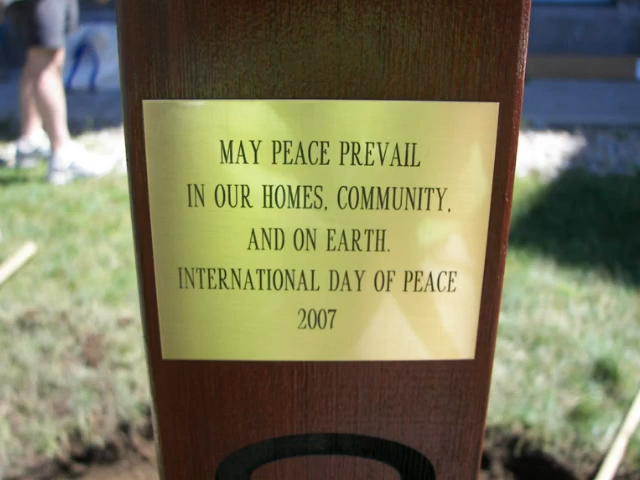 MAY PEACE PREVAIL
IN OUR HOMES, COMMUNITY,
AND ON EARTH.
INTERNATIONAL DAY OF PEACE
2007